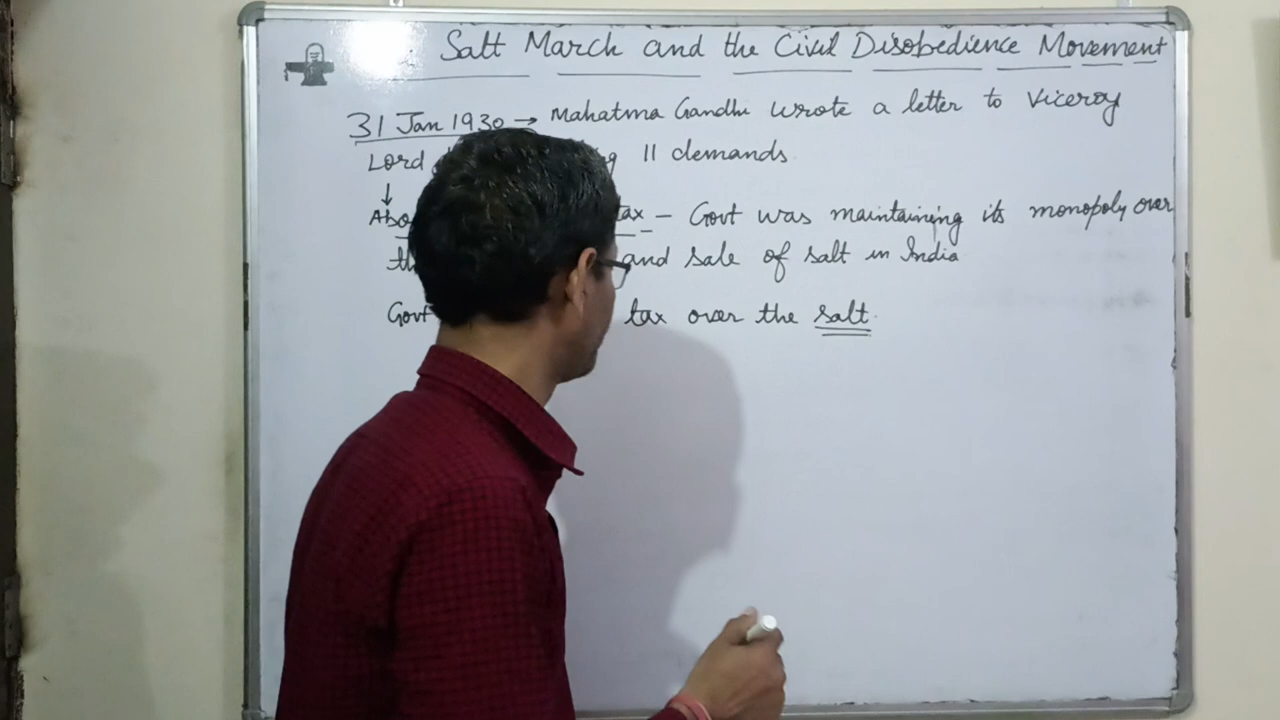 Salt March and the Civil Disobedience Movement
31 Jan 1930 → Mahatma Gandhi wrote a letter to Viceroy
Lord 11 demands
tax – Govt was maintaining its monopoly over
and sale of salt in India
Govt tax over the salt.